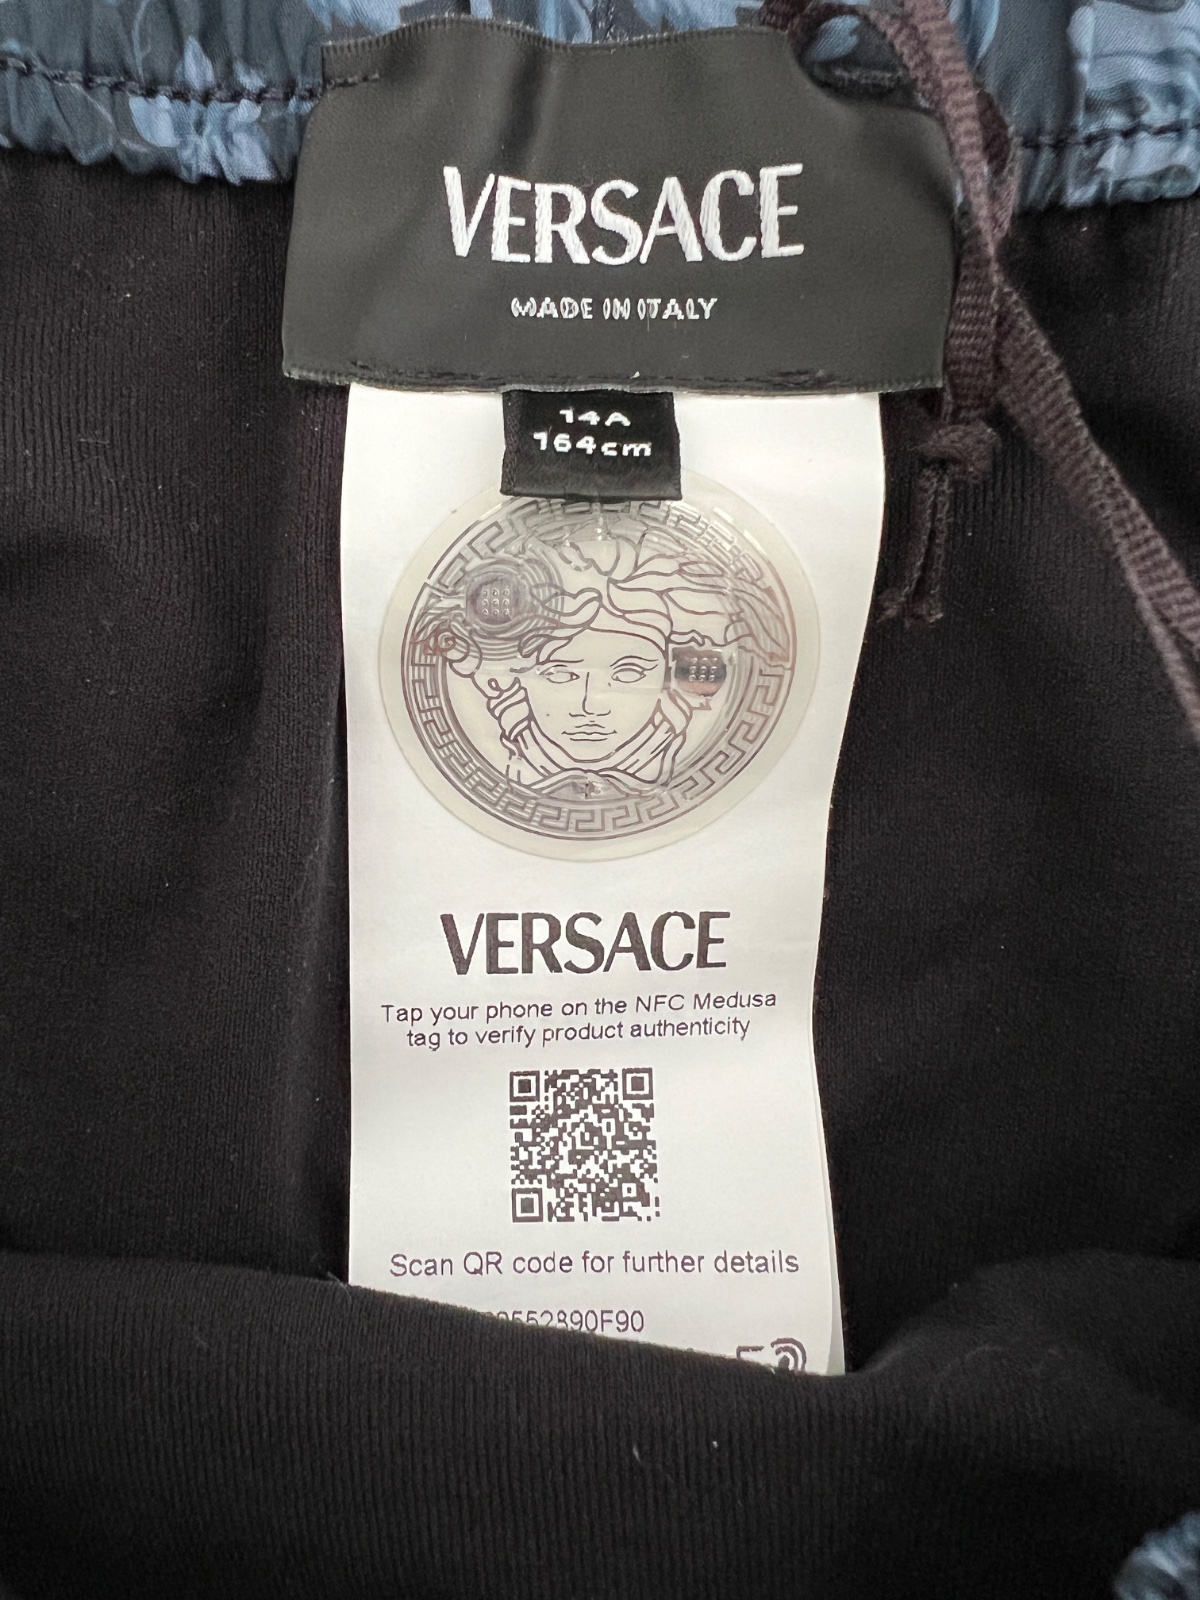 VERSACE
MADE IN ITALY
14A
164cm
VERSACE
Tap your phone on the NFC Medusa
tag to verify product authenticity
Scan QR code for further details
552890F90